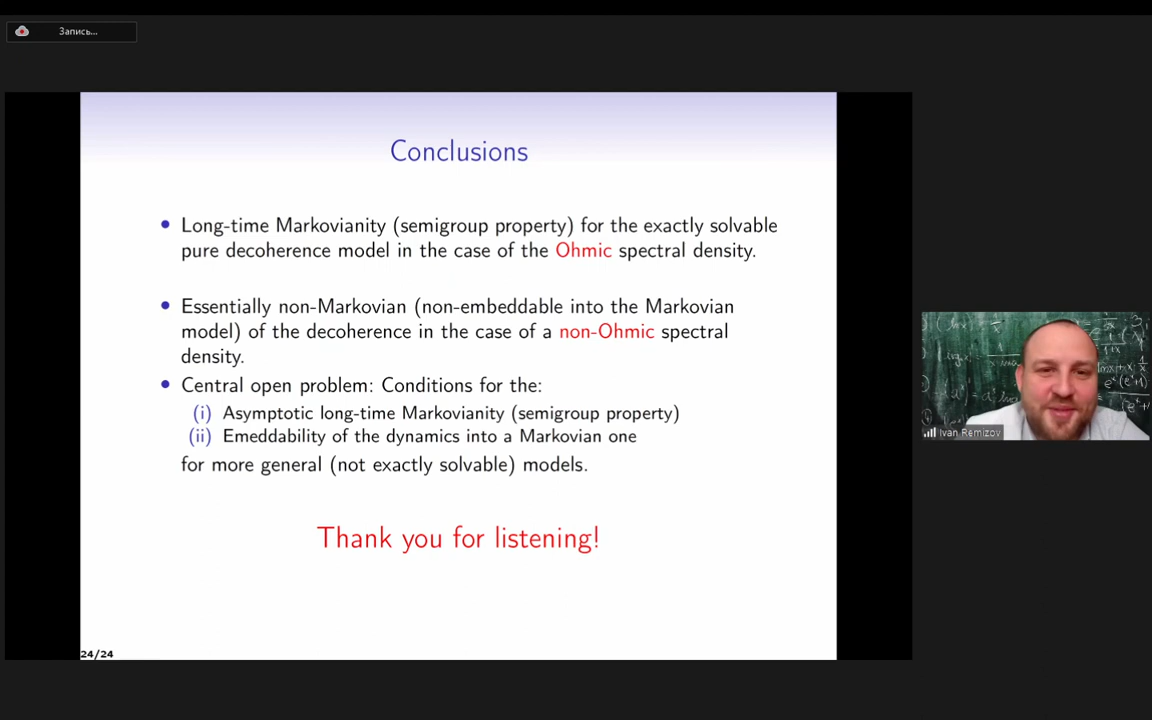 Запись...
Conclusions
• Long-time Markovianity (semigroup property) for the exactly solvable
pure decoherence model in the case of the Ohmic spectral density.
• Essentially non-Markovian (non-embeddable into the Markovian
model) of the decoherence in the case of a non-Ohmic spectral
density.
• Central open problem: Conditions for the:
(i) Asymptotic long-time Markovianity (semigroup property)
(ii) Emeddability of the dynamics into a Markovian one
for more general (not exactly solvable) models.
Thank you for listening!
24/24
Ivan Remizov